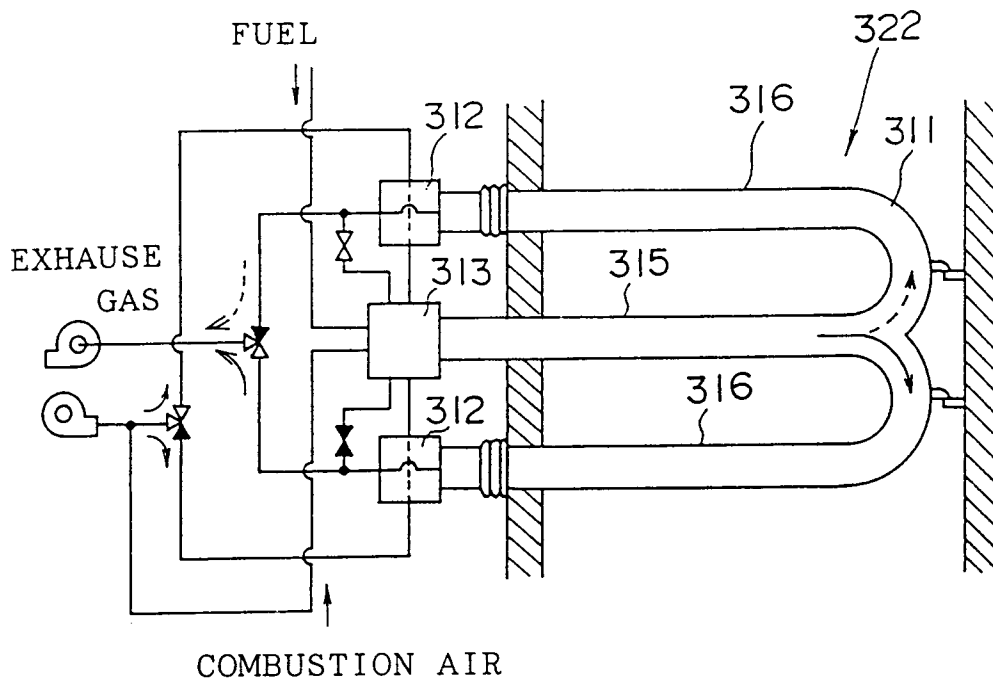 FUEL
322
316
312
311
EXHAUSE
GAS
313
315
316
312
COMBUSTION AIR